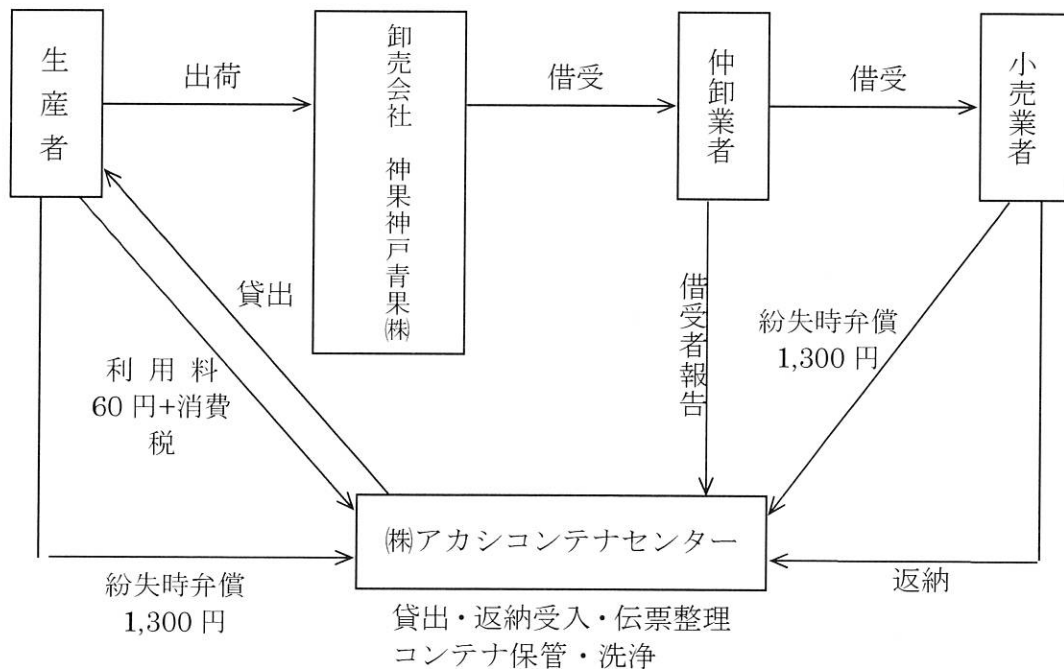 生産者
出荷
卸売会社 神果神戸青果㈱
借受
仲卸業者
借受
小売業者
貸出
利用料
60円+消費
税
借受者報告
紛失時弁償
1,300円
㈱アカシコンテナセンター
紛失時弁償
1,300円
返納
貸出・返納受入・伝票整理
コンテナ保管・洗浄